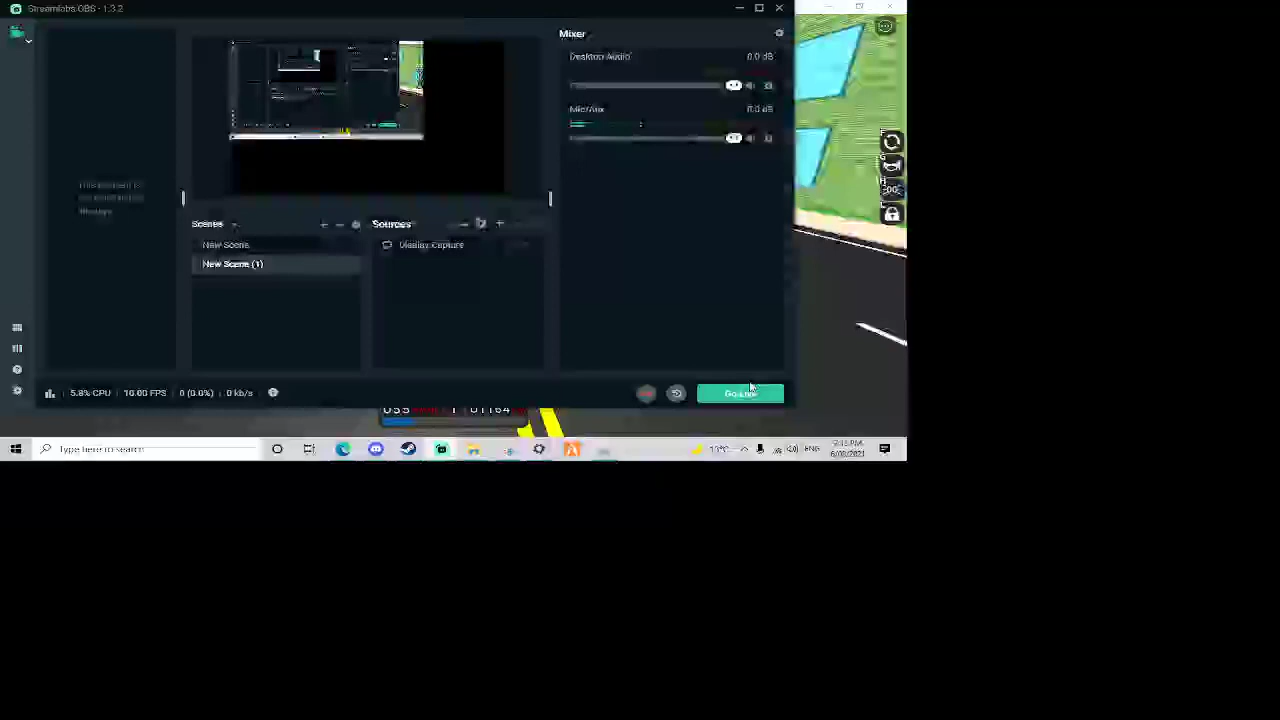 Streamlabs OBS - 1.3.2
Mixer
Desktop Audio
0.0 dB
Mic/Aux
0.0 dB
Scenes
Sources
New Scene
New Scene (1)
Display Capture
5.8% CPU
10.00 FPS
0 (0.0%)
0 kb/s
Go Live
Type here to search
ENG